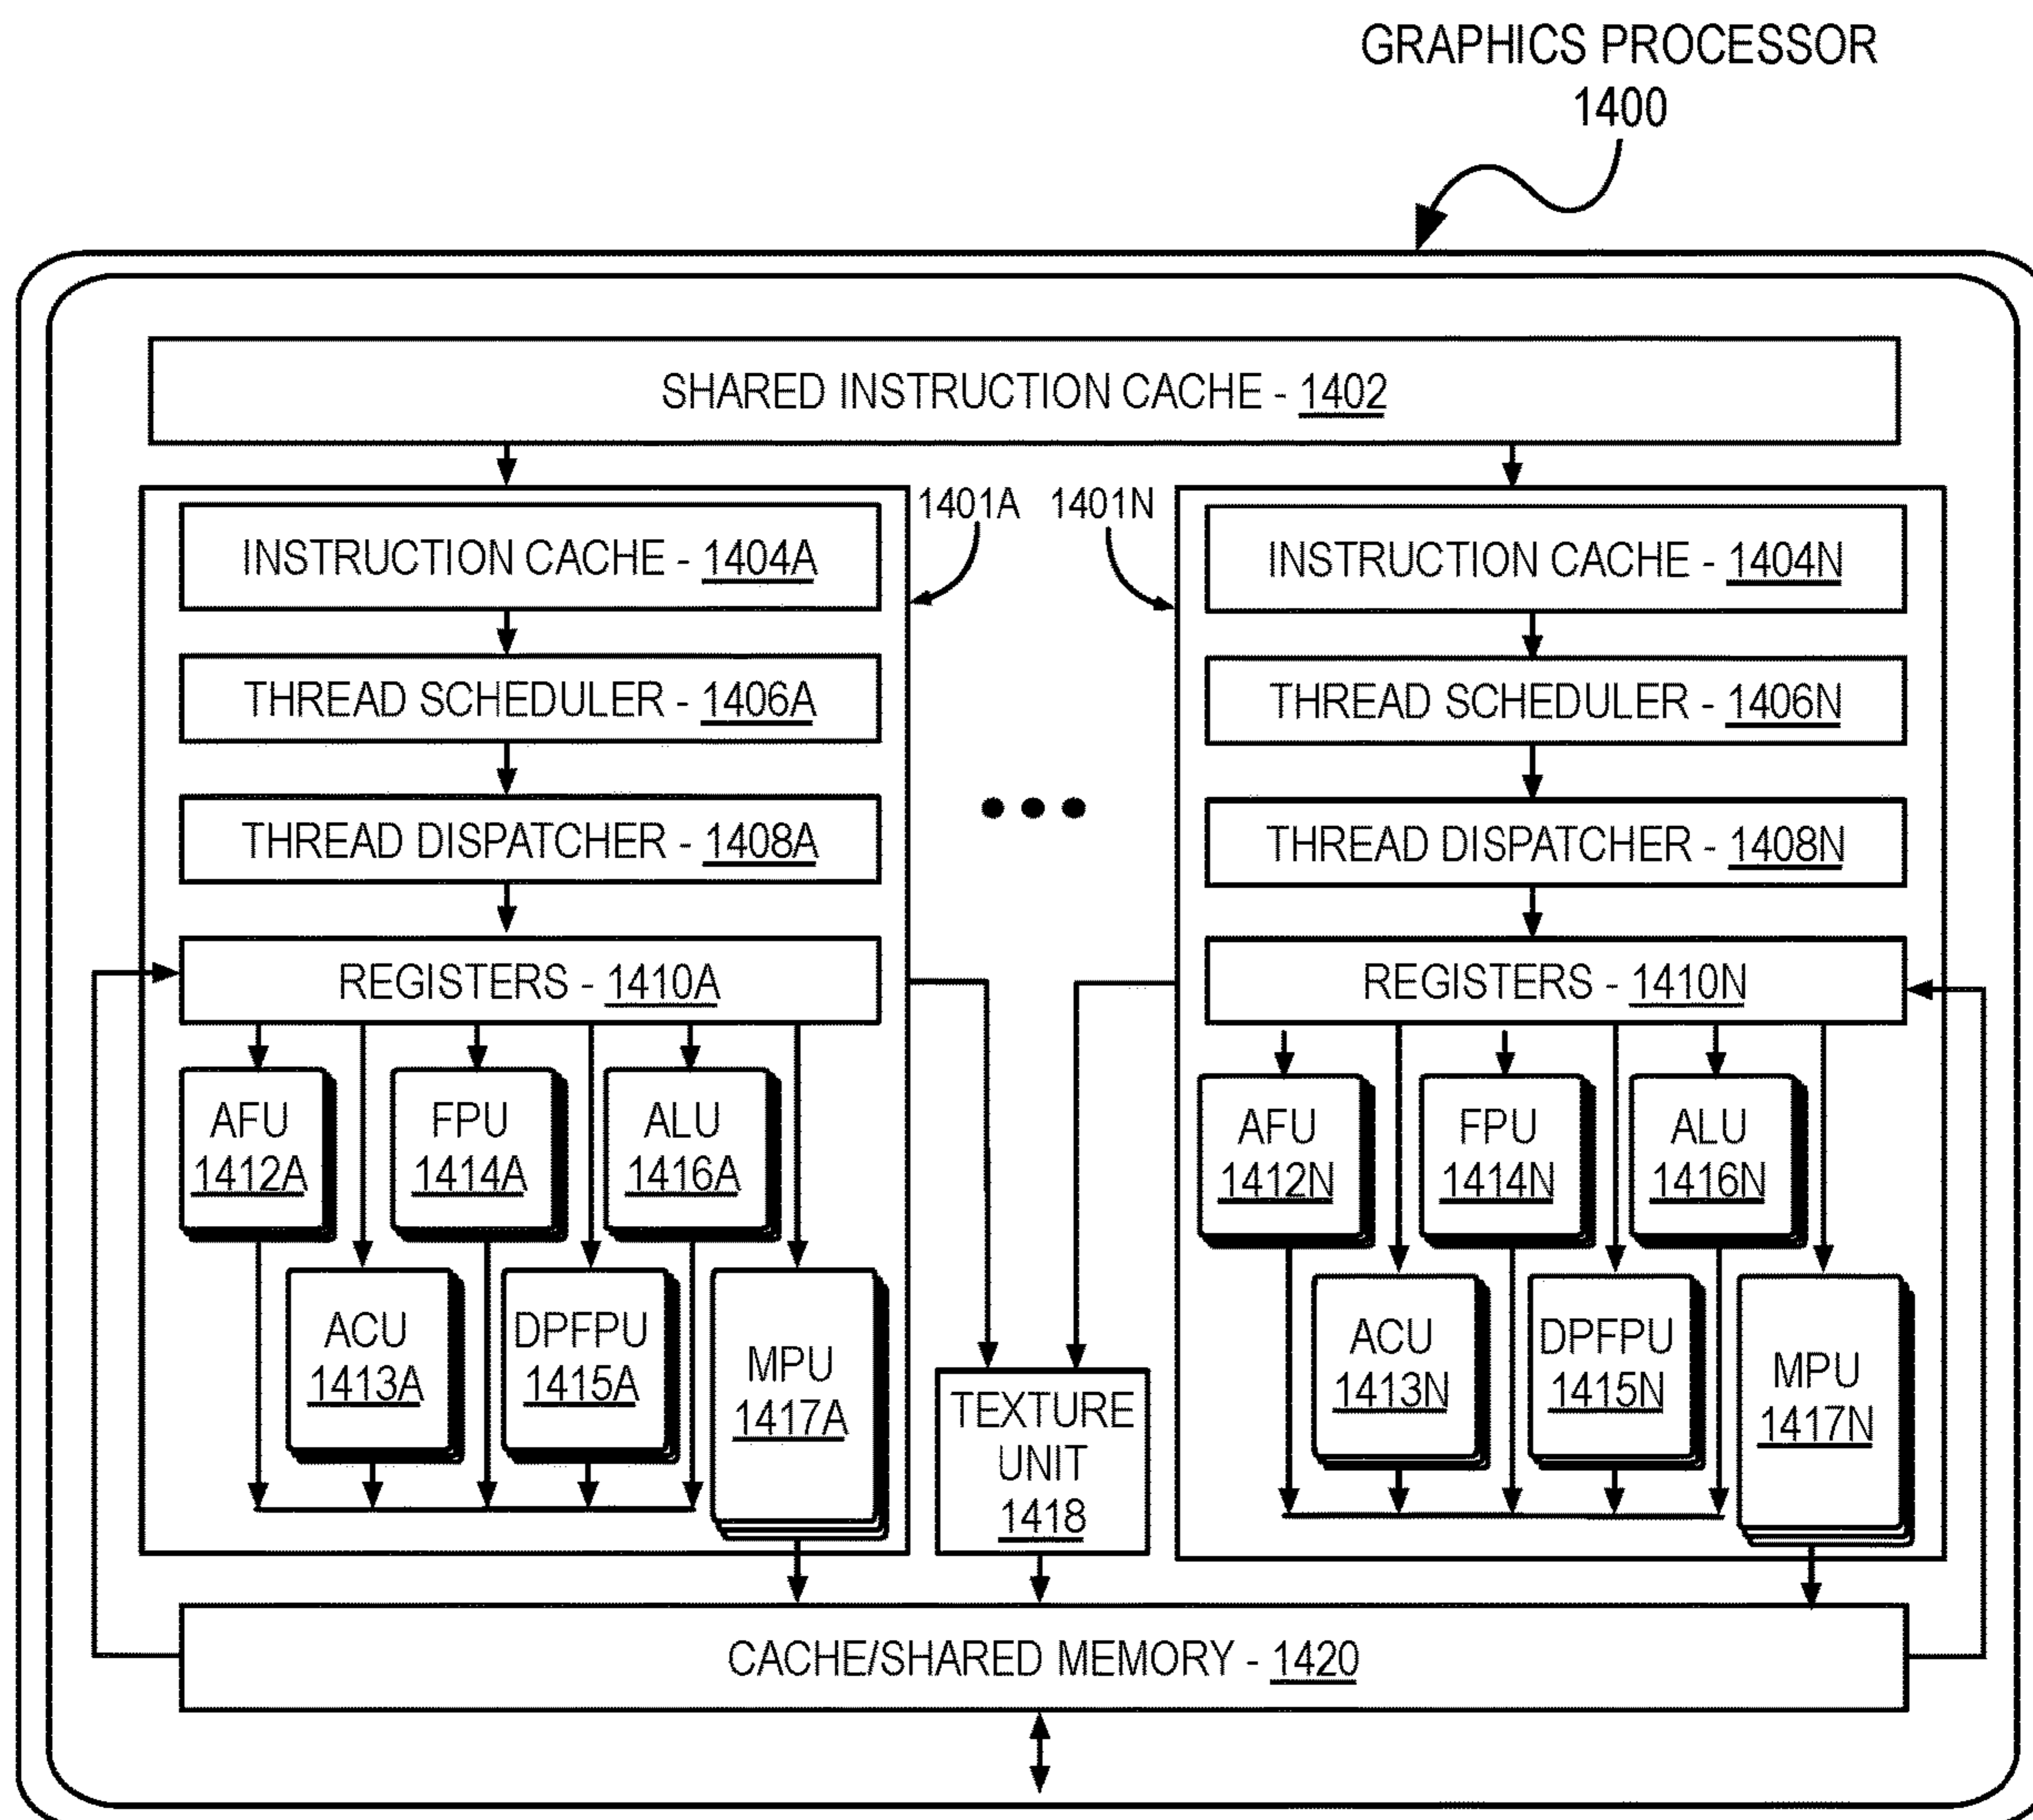 GRAPHICS PROCESSOR
1400
SHARED INSTRUCTION CACHE - 1402
1401A
1401N
INSTRUCTION CACHE - 1404A
THREAD SCHEDULER - 1406A
THREAD DISPATCHER - 1408A
REGISTERS - 1410A
AFU
1412A
FPU
1414A
ALU
1416A
ACU
1413A
DPFPU
1415A
MPU
1417A
INSTRUCTION CACHE - 1404N
THREAD SCHEDULER - 1406N
THREAD DISPATCHER - 1408N
REGISTERS - 1410N
AFU
1412N
FPU
1414N
ALU
1416N
ACU
1413N
DPFPU
1415N
MPU
1417N
TEXTURE
UNIT
1418
CACHE/SHARED MEMORY - 1420